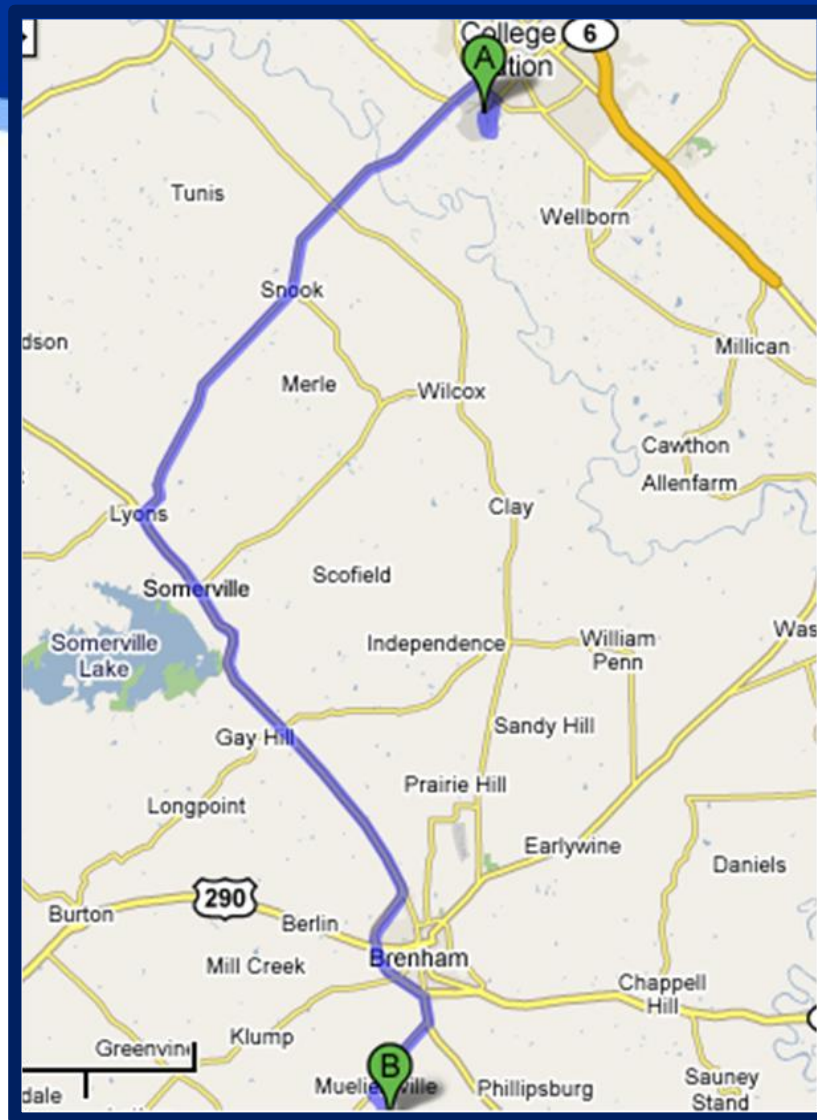 College
6
A
Tunis
Wellborn
Snook
dson
Millican
Merle
Wilcox
Cawthon
Allenfarm
Lyons
Clay
Scofield
Somerville
Somerville
Lake
Independence
William
Penn
Was
Gay Hill
Sandy Hill
Prairie Hill
Longpoint
Earlywine
Daniels
290
Burton
Berlin
Brenham
Mill Creek
Chappell
Hill
Klump
Greenvin
B
dale
Phillipsburg
Sauney
Stand